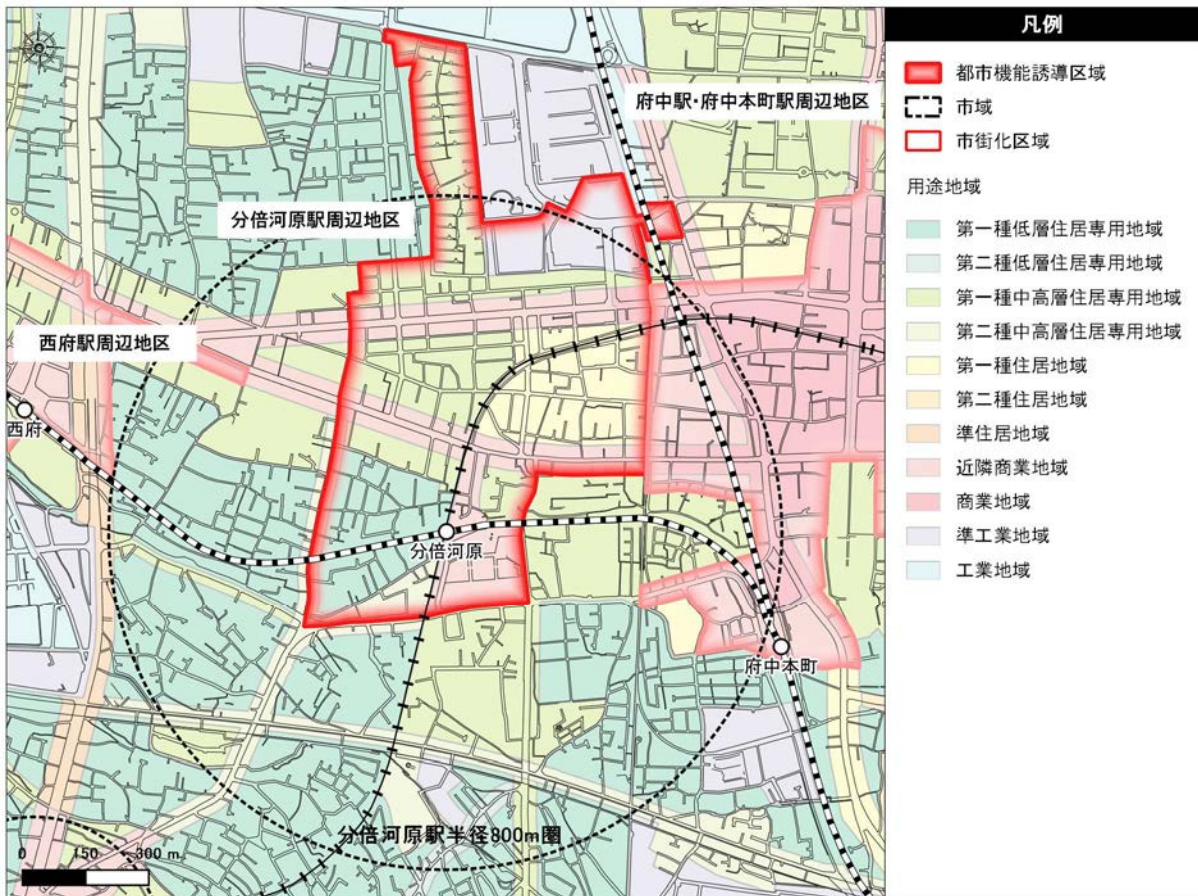 府中駅・府中本町駅周辺地区
分倍河原駅周辺地区
西府駅周辺地区
西府
分倍河原
府中本町
分倍河原駅半径800m圏
0 150 300 m
凡例
都市機能誘導区域
市域
市街化区域
用途地域
第一種低層住居専用地域
第二種低層住居専用地域
第一種中高層住居専用地域
第二種中高層住居専用地域
第一種住居地域
第二種住居地域
準住居地域
近隣商業地域
商業地域
準工業地域
工業地域